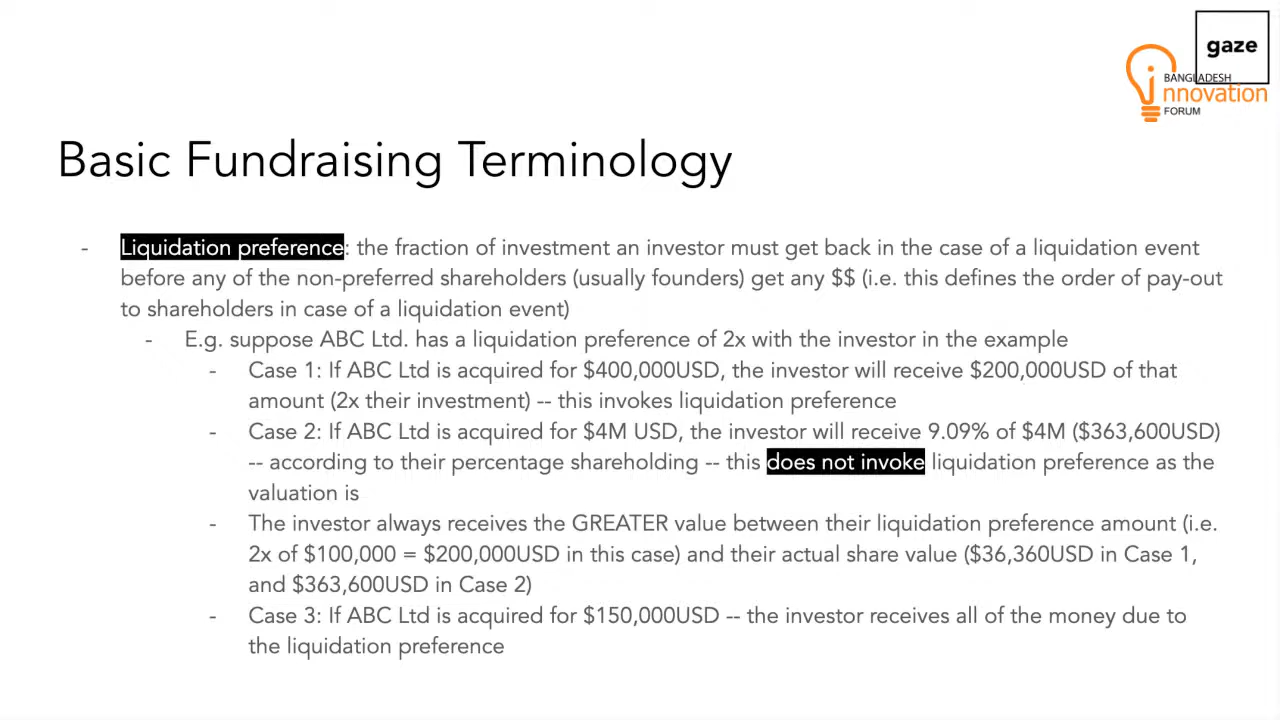 gaze
BANGLADESH
innovation
FORUM
Basic Fundraising Terminology
- Liquidation preference: the fraction of investment an investor must get back in the case of a liquidation event
before any of the non-preferred shareholders (usually founders) get any $$ (i.e. this defines the order of pay-out
to shareholders in case of a liquidation event)
- E.g. suppose ABC Ltd. has a liquidation preference of 2x with the investor in the example
- Case 1: If ABC Ltd is acquired for $400,000USD, the investor will receive $200,000USD of that
amount (2x their investment) -- this invokes liquidation preference
- Case 2: If ABC Ltd is acquired for $4M USD, the investor will receive 9.09% of $4M ($363,600USD)
-- according to their percentage shareholding -- this does not invoke liquidation preference as the
valuation is
- The investor always receives the GREATER value between their liquidation preference amount (i.e.
2x of $100,000 = $200,000USD in this case) and their actual share value ($36,360USD in Case 1,
and $363,600USD in Case 2)
- Case 3: If ABC Ltd is acquired for $150,000USD -- the investor receives all of the money due to
the liquidation preference